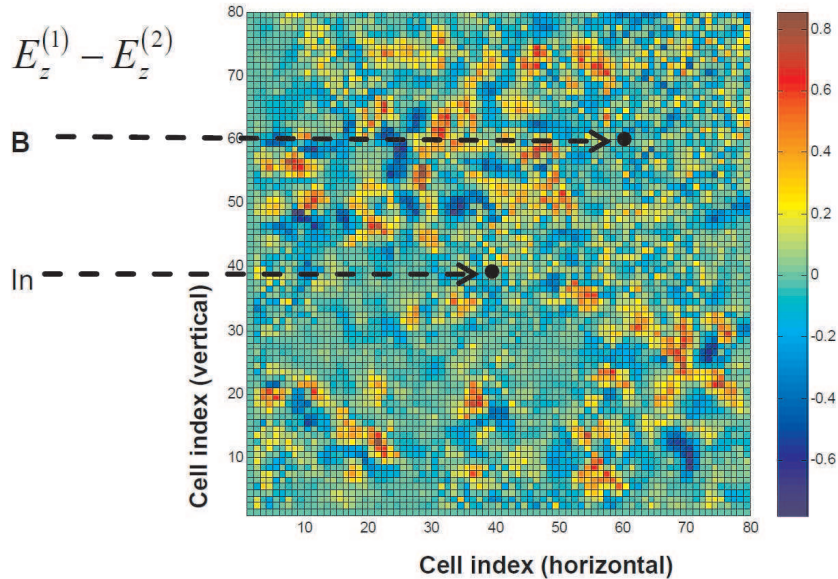 E_z^{(1)} - E_z^{(2)}
B
In
80
70
60
50
40
30
20
10
10 20 30 40 50 60 70 80
Cell index (vertical)
Cell index (horizontal)
0.8
0.6
0.4
0.2
0
-0.2
-0.4
-0.6